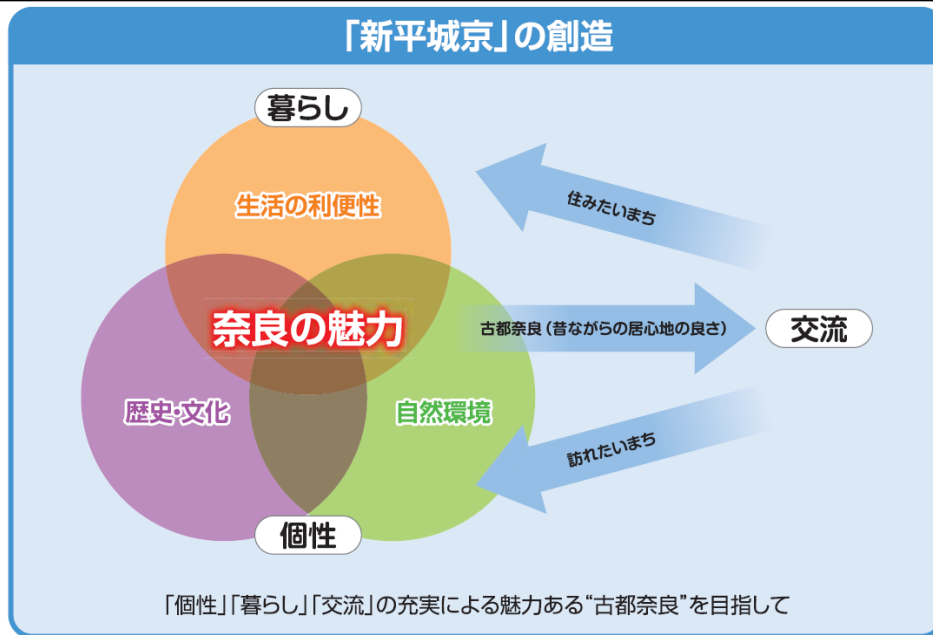 「新平城京」の創造
暮らし
生活の利便性
住みたいまち
奈良の魅力
古都奈良（昔ながらの居心地の良さ）
交流
歴史・文化
自然環境
訪れたいまち
個性
「個性」「暮らし」「交流」の充実による魅力ある“古都奈良”を目指して